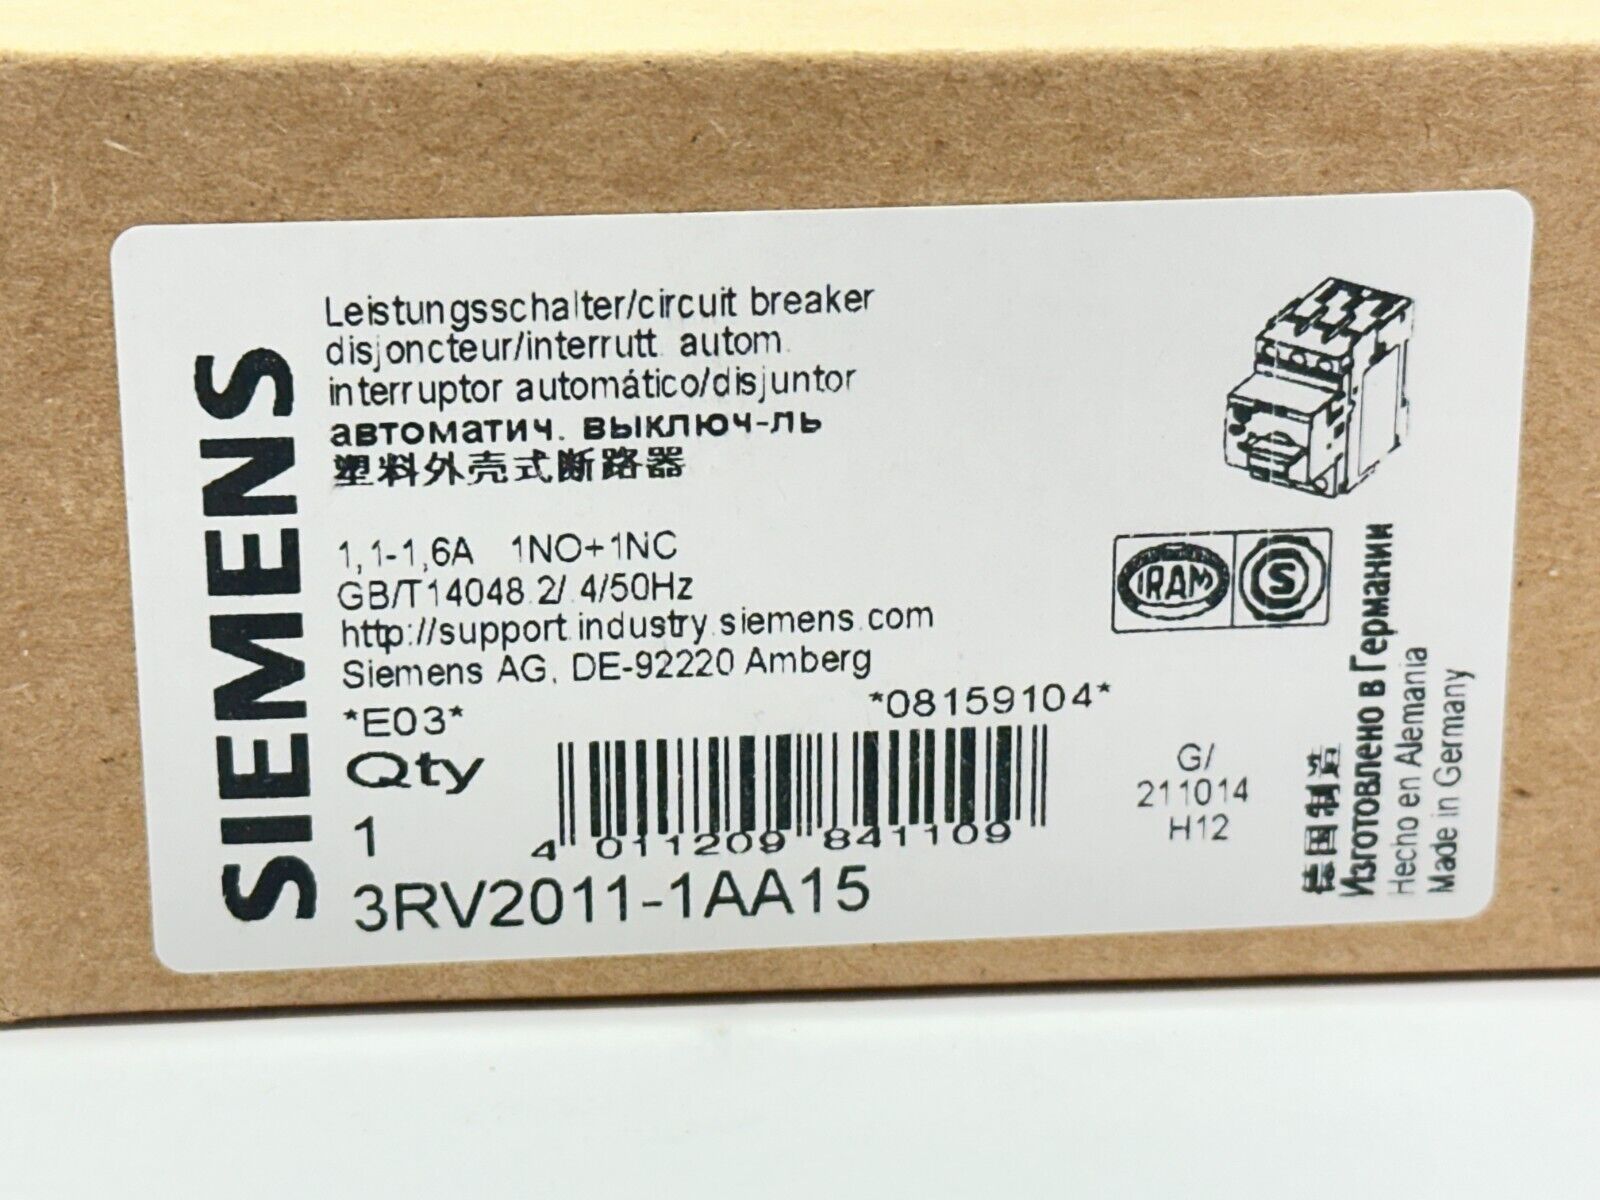 SIEMENS
Leistungsschalter/circuit breaker
disjoncteur/interrutt. autom.
interruptor automático/disjuntor
автоматич. выключ-ль
塑料外壳式断路器
1,1-1,6A 1NO+1NC
GB/T14048.2/.4/50Hz
http://support.industry.siemens.com
Siemens AG, DE-92220 Amberg
*E03*
*08159104*
Qty
1
4 011209 841109
3RV2011-1AA15
IRAM
S
G/
211014
H12
德国制造
Изготовлено в Германии
Hecho en Alemania
Made in Germany